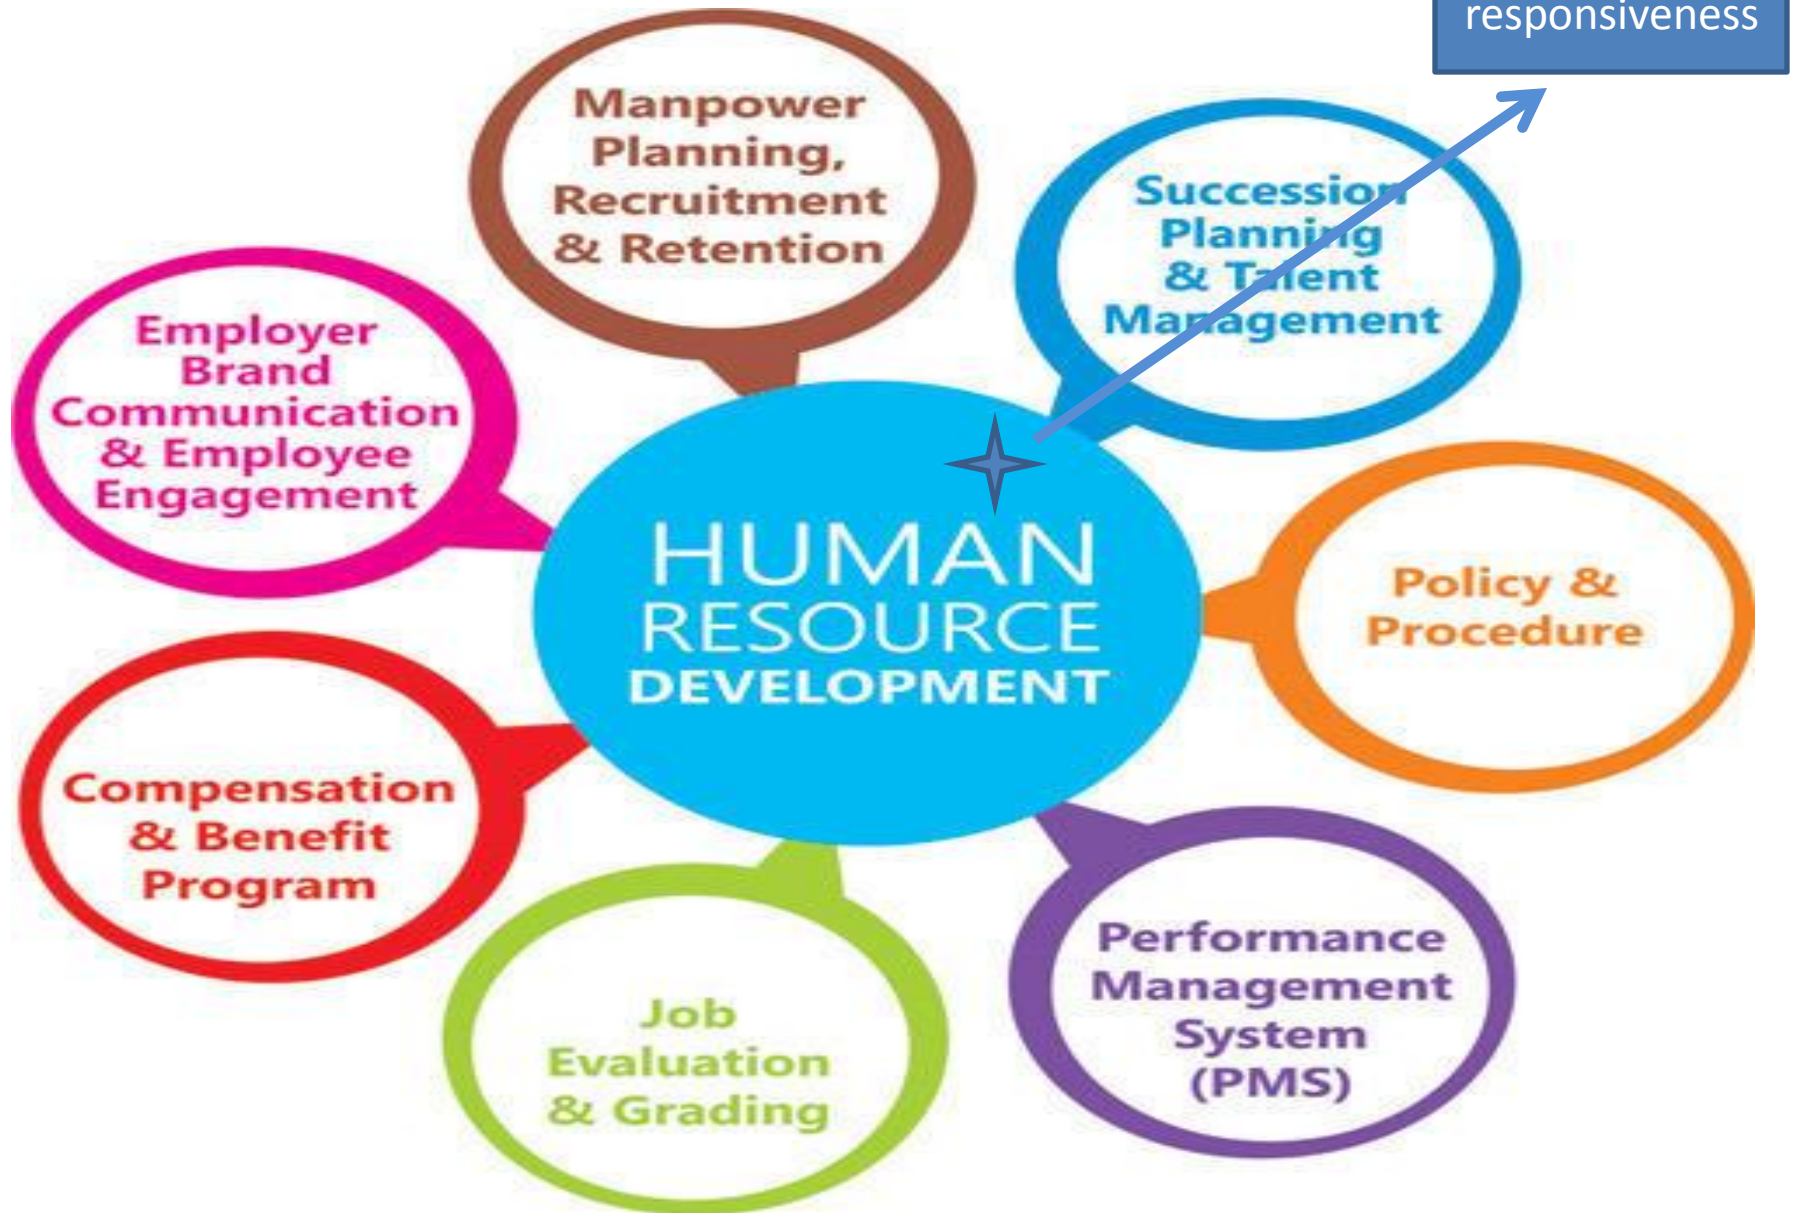 responsiveness
Manpower
Planning,
Recruitment
& Retention
Succession
Planning
& Talent
Management
Employer
Brand
Communication
& Employee
Engagement
HUMAN
RESOURCE
DEVELOPMENT
Policy &
Procedure
Compensation
& Benefit
Program
Performance
Management
System
(PMS)
Job
Evaluation
& Grading